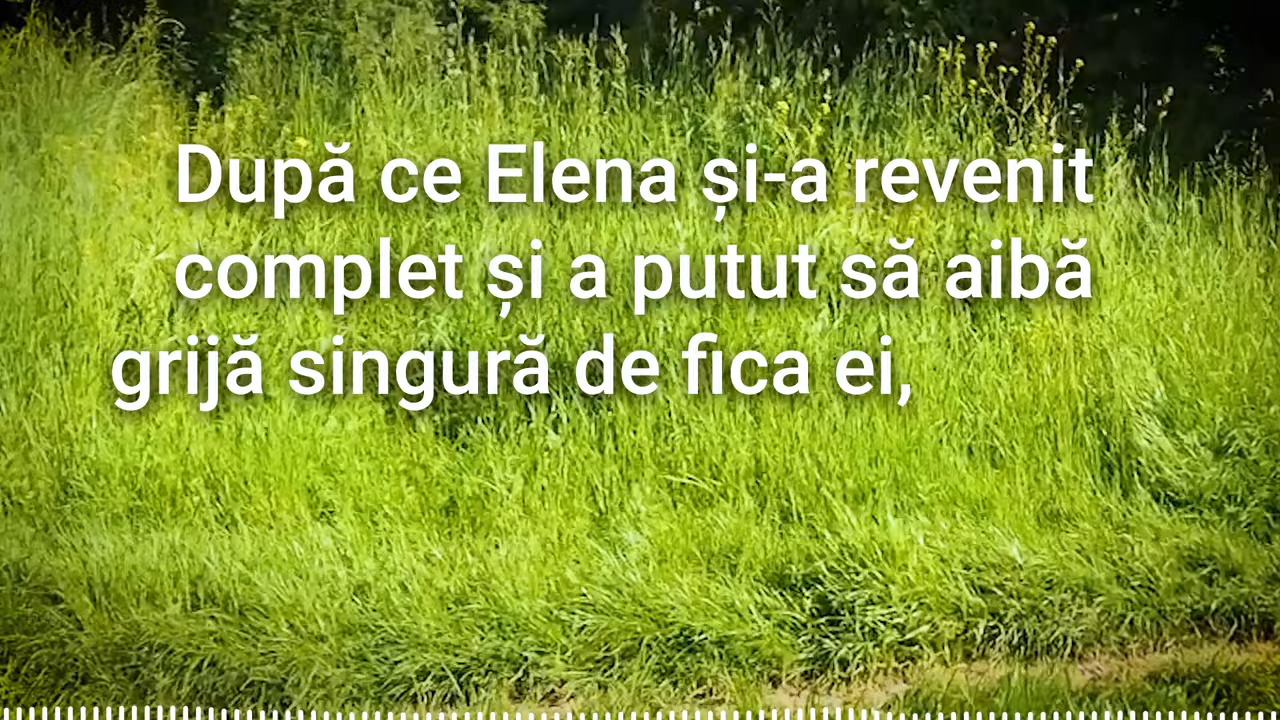 După ce Elena și-a revenit
complet și a putut să aibă
grijă singură de fica ei,